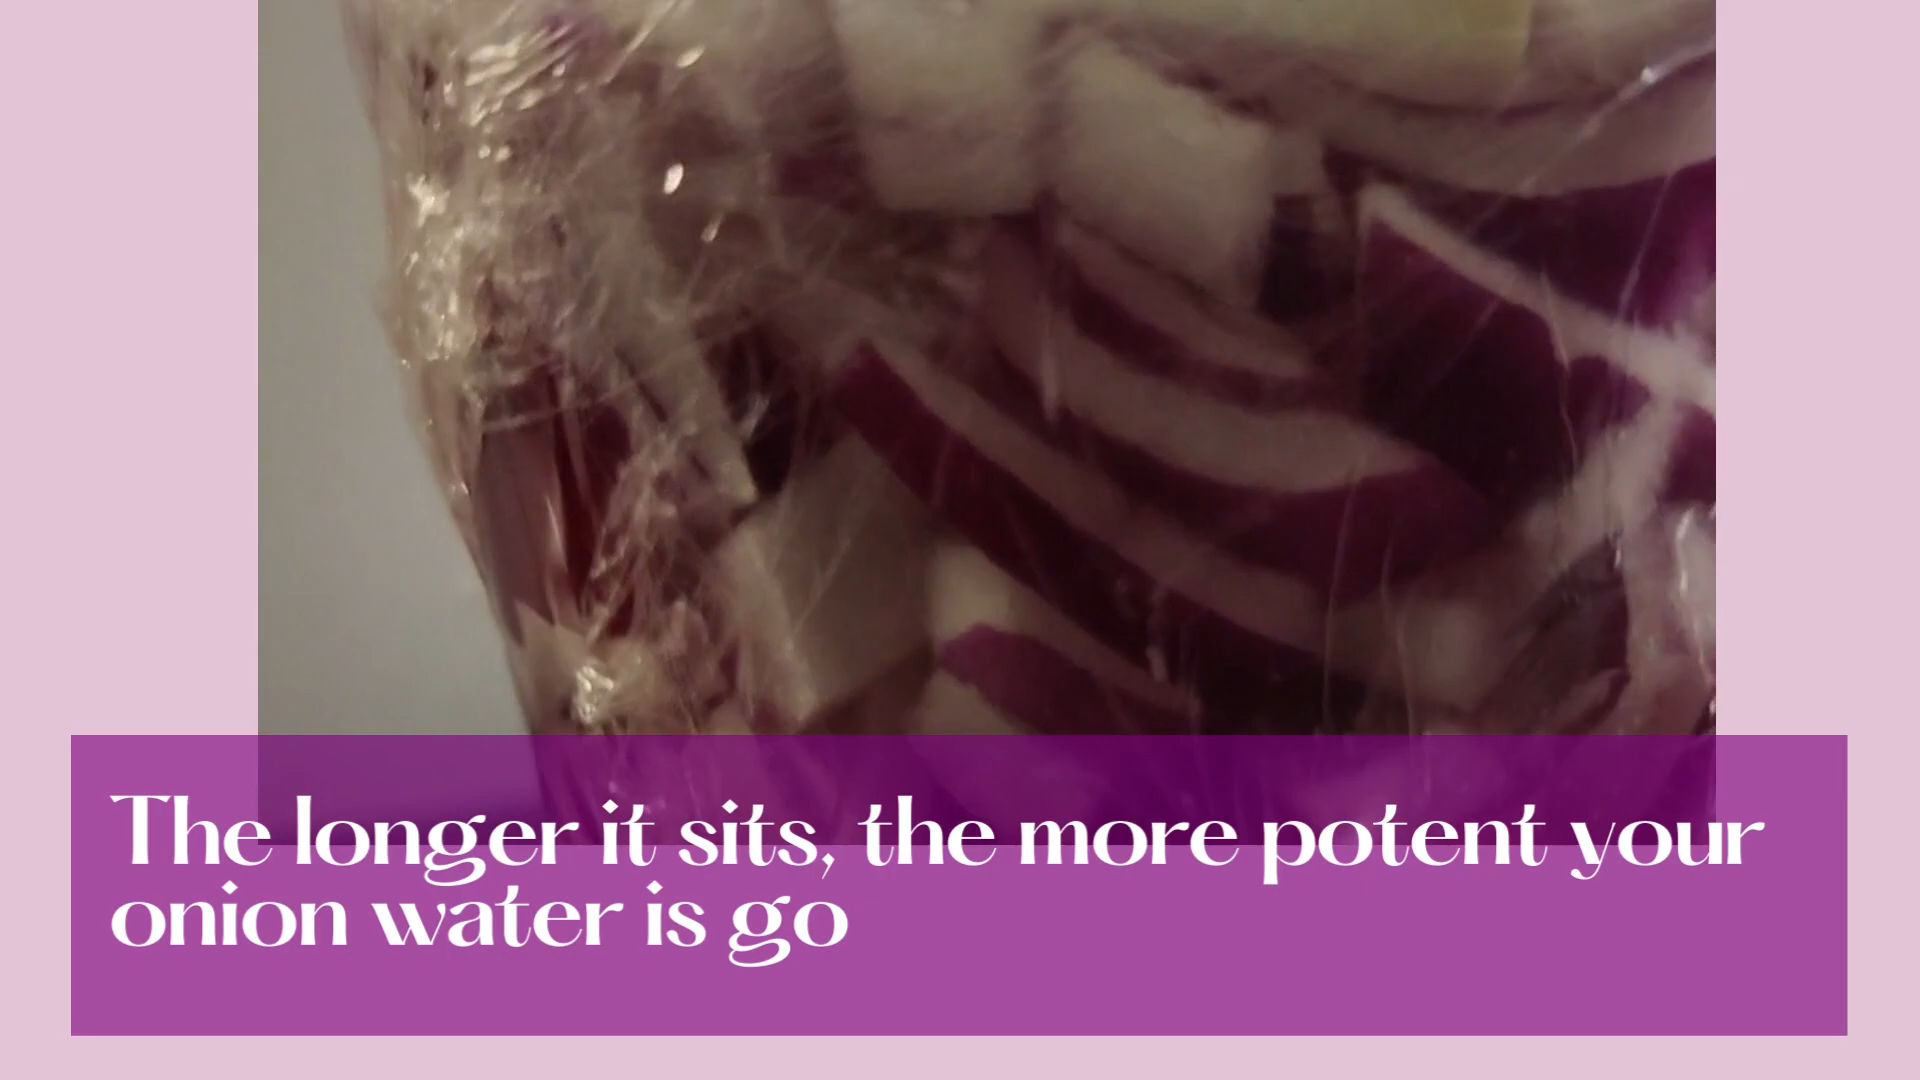 The longer it sits, the more potent your
onion water is go